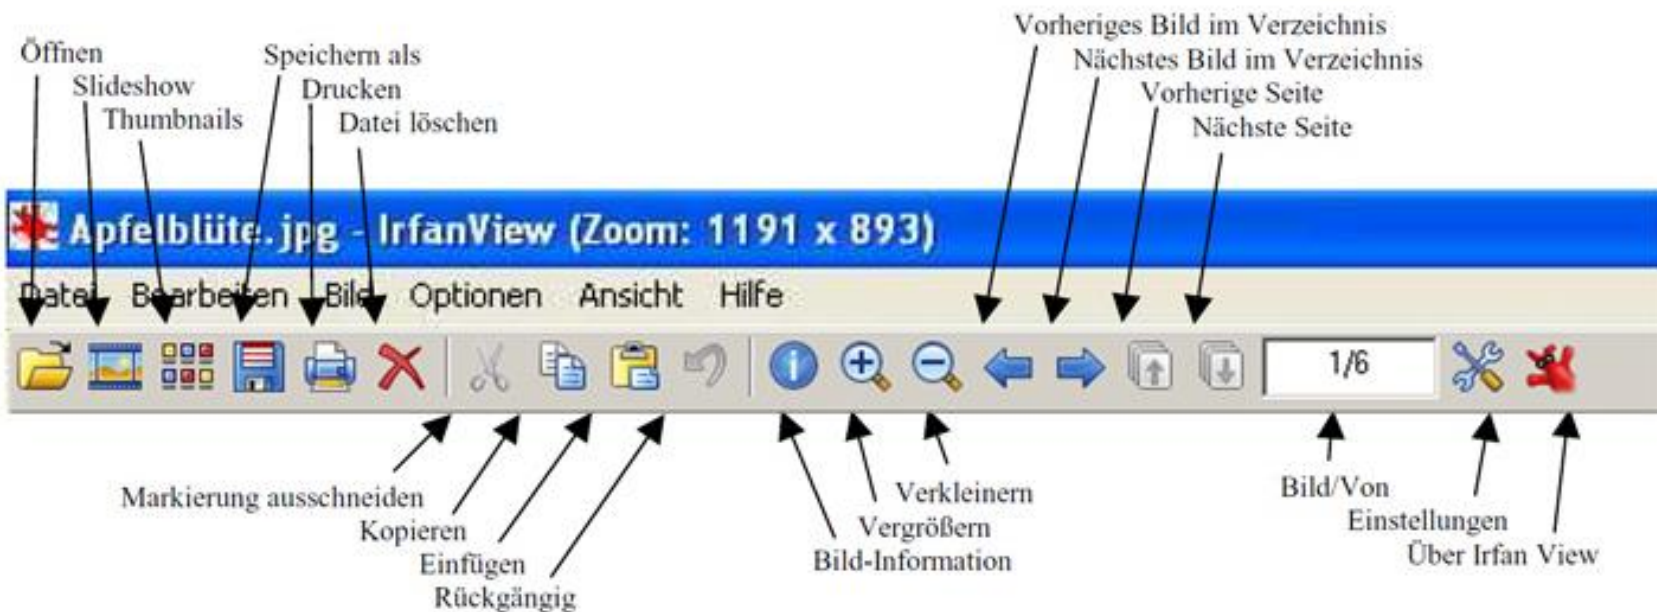 Öffnen
Slideshow
Thumbnails
Speichern als
Drucken
Datei löschen
Vorheriges Bild im Verzeichnis
Nächstes Bild im Verzeichnis
Vorherige Seite
Nächste Seite
Apfelblüte.jpg - IrfanView (Zoom: 1191 x 893)
Datei Bearbeiten Bild Optionen Ansicht Hilfe
1/6
Markierung ausschneiden
Kopieren
Einfügen
Rückgängig
Verkleinern
Vergrößern
Bild-Information
Bild/Von
Einstellungen
Über Irfan View